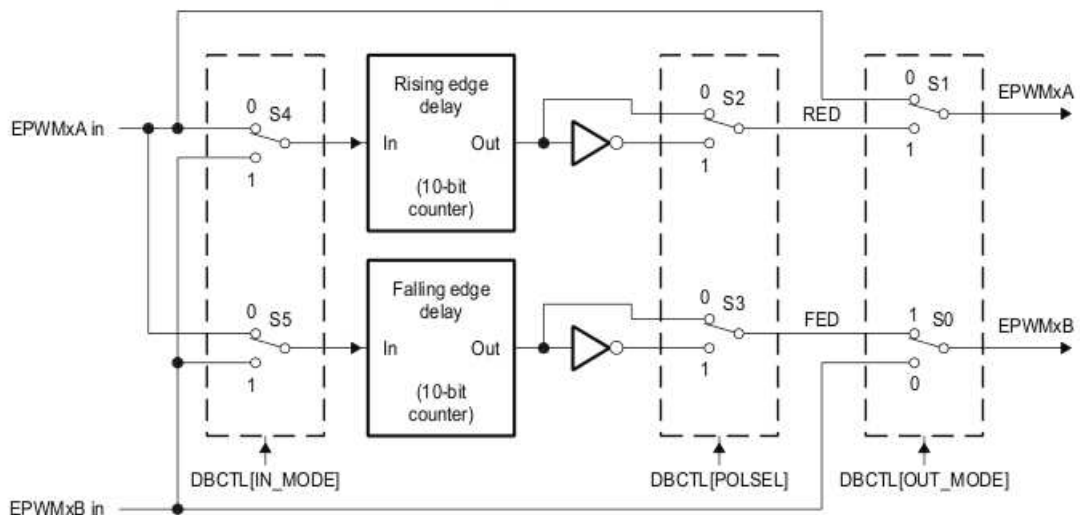 0
S4
1
EPWMxA in
Rising edge
delay
In
Out
(10-bit
counter)
0
S2
1
RED
0
S1
1
EPWMxA
0
S5
1
Falling edge
delay
In
Out
(10-bit
counter)
0
S3
1
FED
1
S0
0
EPWMxB
DBCTL[IN_MODE]
DBCTL[POLSEL]
DBCTL[OUT_MODE]
EPWMxB in